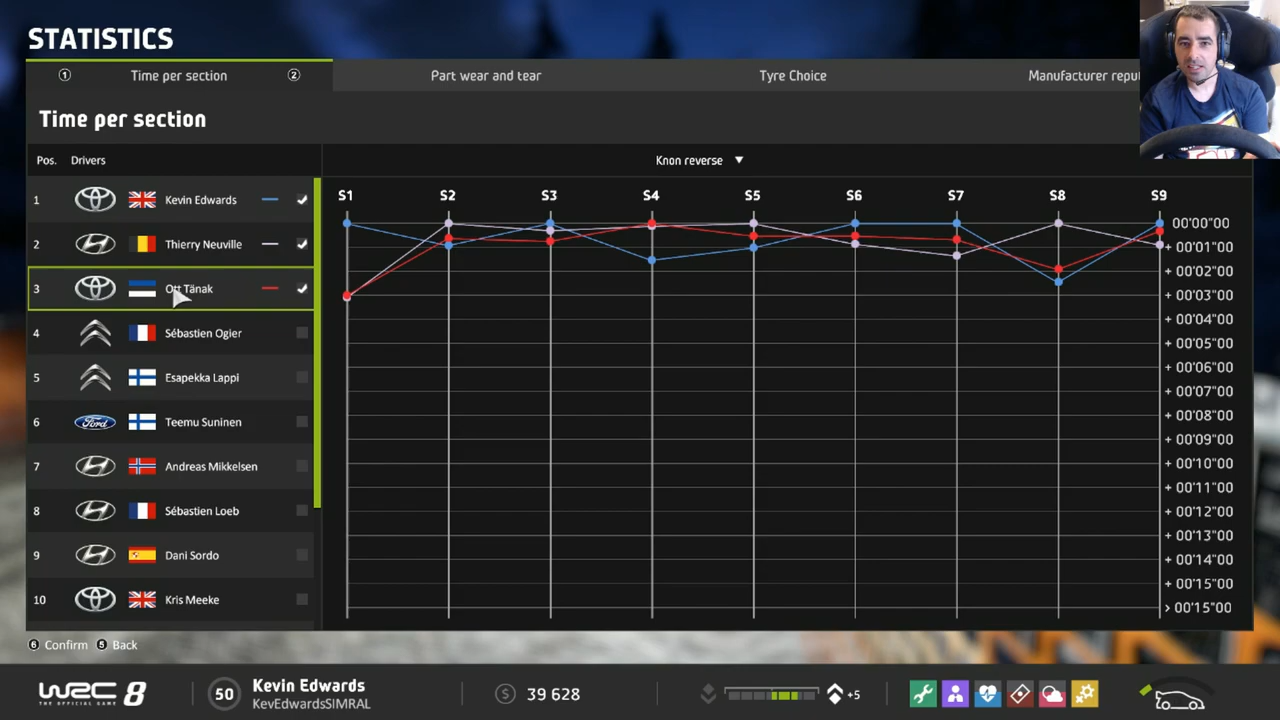 STATISTICS
1 Time per section 2 Part wear and tear Tyre Choice Manufacturer repu
Time per section
Pos. Drivers Knon reverse
S1 S2 S3 S4 S5 S6 S7 S8 S9
1 Kevin Edwards
2 Thierry Neuville
3 Ott Tänak
4 Sébastien Ogier
5 Esapekka Lappi
6 Ford Teemu Suninen
7 Andreas Mikkelsen
8 Sébastien Loeb
9 Dani Sordo
10 Kris Meeke
00'00"00
+ 00'01"00
+ 00'02"00
+ 00'03"00
+ 00'04"00
+ 00'05"00
+ 00'06"00
+ 00'07"00
+ 00'08"00
+ 00'09"00
+ 00'10"00
+ 00'11"00
+ 00'12"00
+ 00'13"00
+ 00'14"00
+ 00'15"00
> 00'15"00
6 Confirm 5 Back
WRC 8
THE OFFICIAL GAME
50 Kevin Edwards
KevEdwardsSIMRAL
$ 39 628
+5